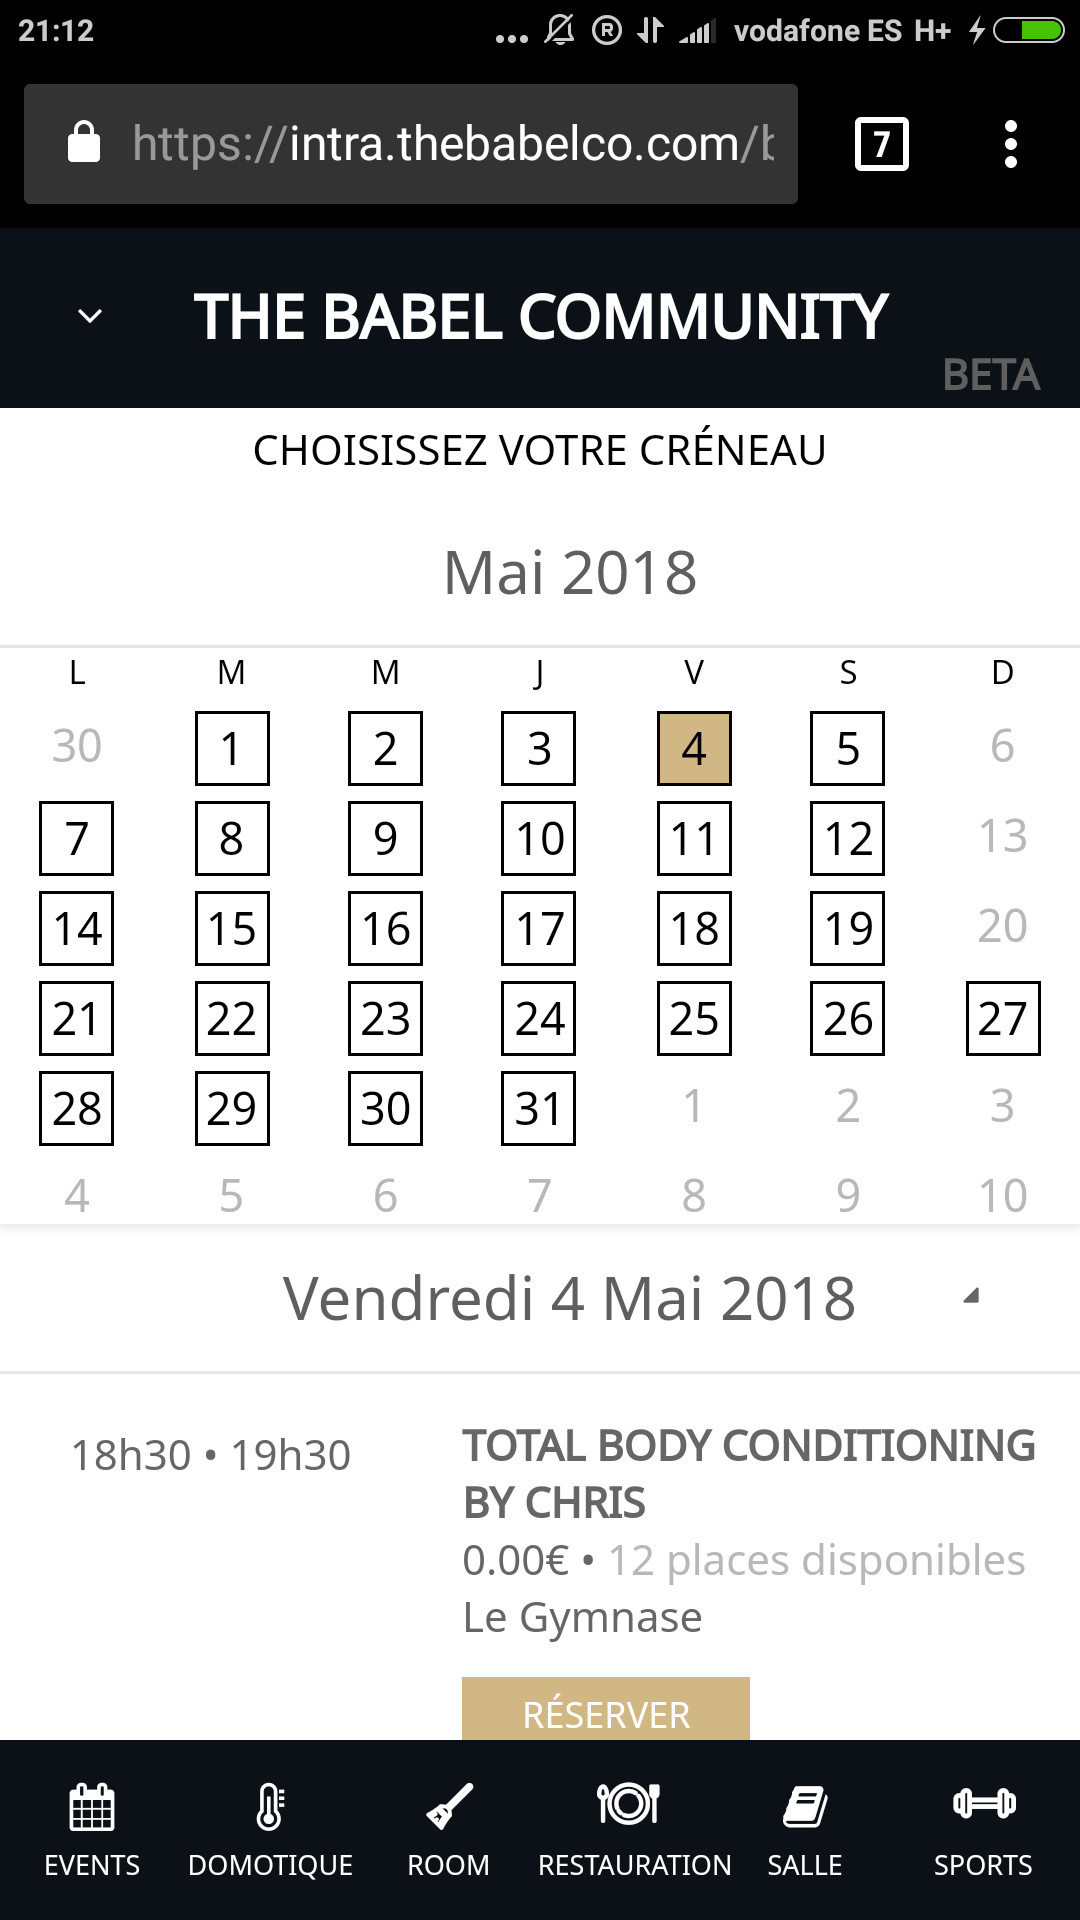 21:12 ... R vodafone ES H+
https://intra.thebabelco.com/b 7
THE BABEL COMMUNITY
BETA
CHOISISSEZ VOTRE CRÉNEAU
Mai 2018
L M M J V S D
30 1 2 3 4 5 6
7 8 9 10 11 12 13
14 15 16 17 18 19 20
21 22 23 24 25 26 27
28 29 30 31 1 2 3
4 5 6 7 8 9 10
Vendredi 4 Mai 2018
18h30 • 19h30
TOTAL BODY CONDITIONING
BY CHRIS
0.00€ • 12 places disponibles
Le Gymnase
RÉSERVER
EVENTS DOMOTIQUE ROOM RESTAURATION SALLE SPORTS